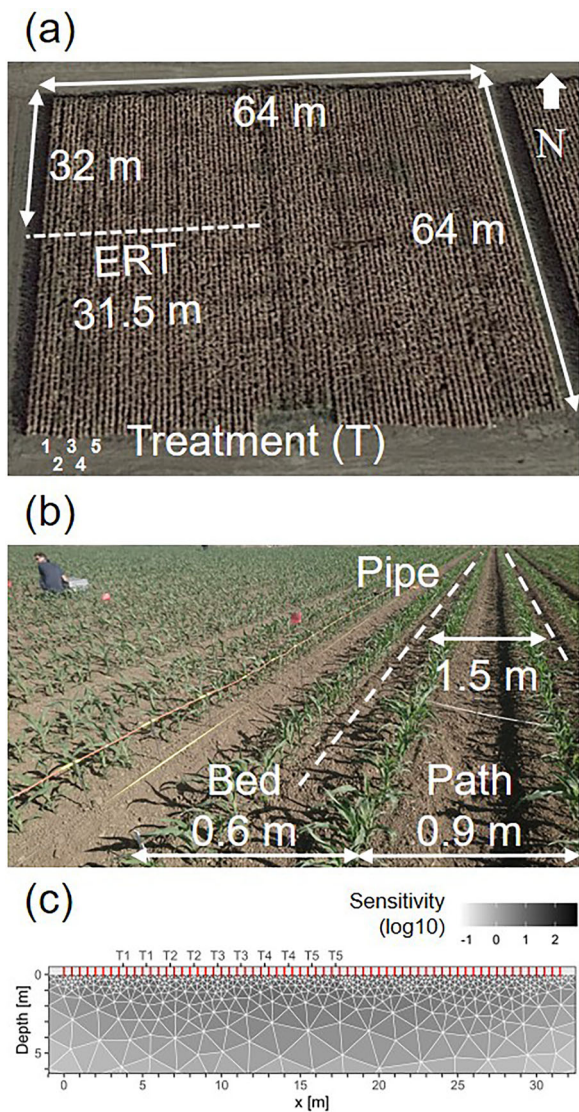 (a)
64 m
32 m
N
64 m
ERT
31.5 m
1 3 5
2 4
Treatment (T)
(b)
Pipe
1.5 m
Bed
Path
0.6 m
0.9 m
(c)
Sensitivity
(log10)
-1 0 1 2
T1 T1 T2 T2 T3 T3 T4 T4 T5 T5
0
5
Depth [m]
0 5 10 15 20 25 30
x [m]